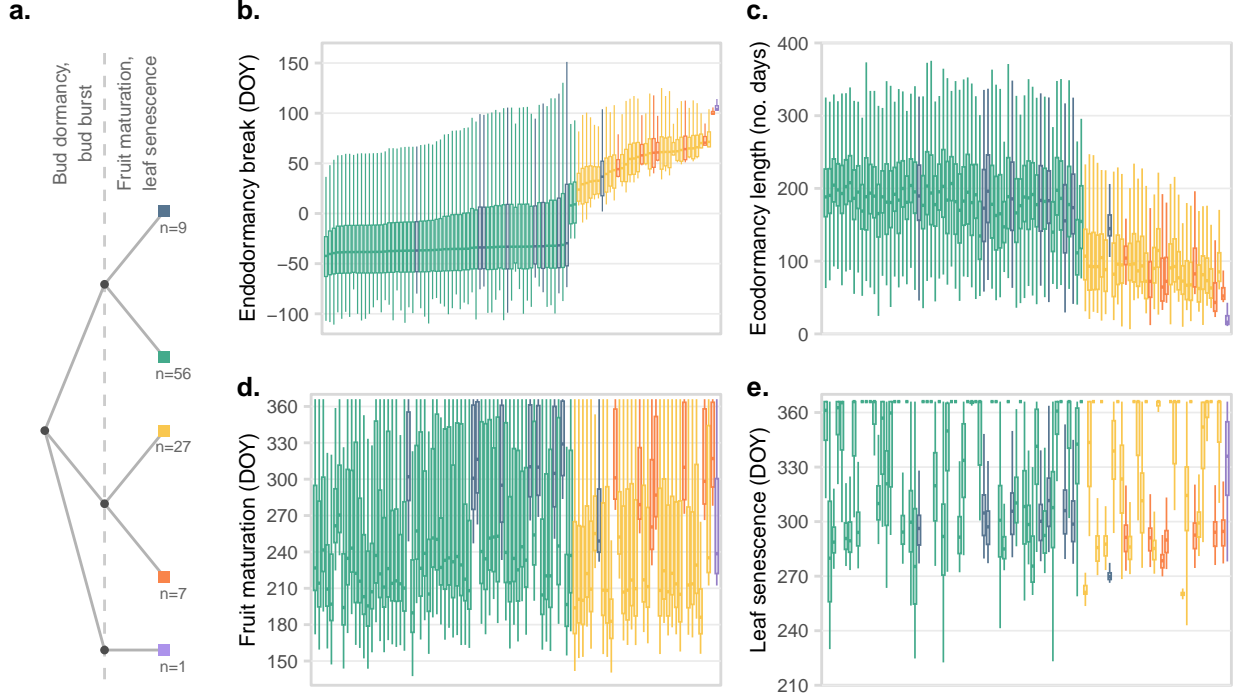 a.
Bud dormancy,
bud burst
Fruit maturation,
leaf senescence
n=9
n=56
n=27
n=7
n=1
b.
Endodormancy break (DOY)
150
100
50
0
−50
−100
c.
Ecodormancy length (no. days)
400
300
200
100
0
d.
Fruit maturation (DOY)
360
330
300
270
240
210
180
150
e.
Leaf senescence (DOY)
360
330
300
270
240
210